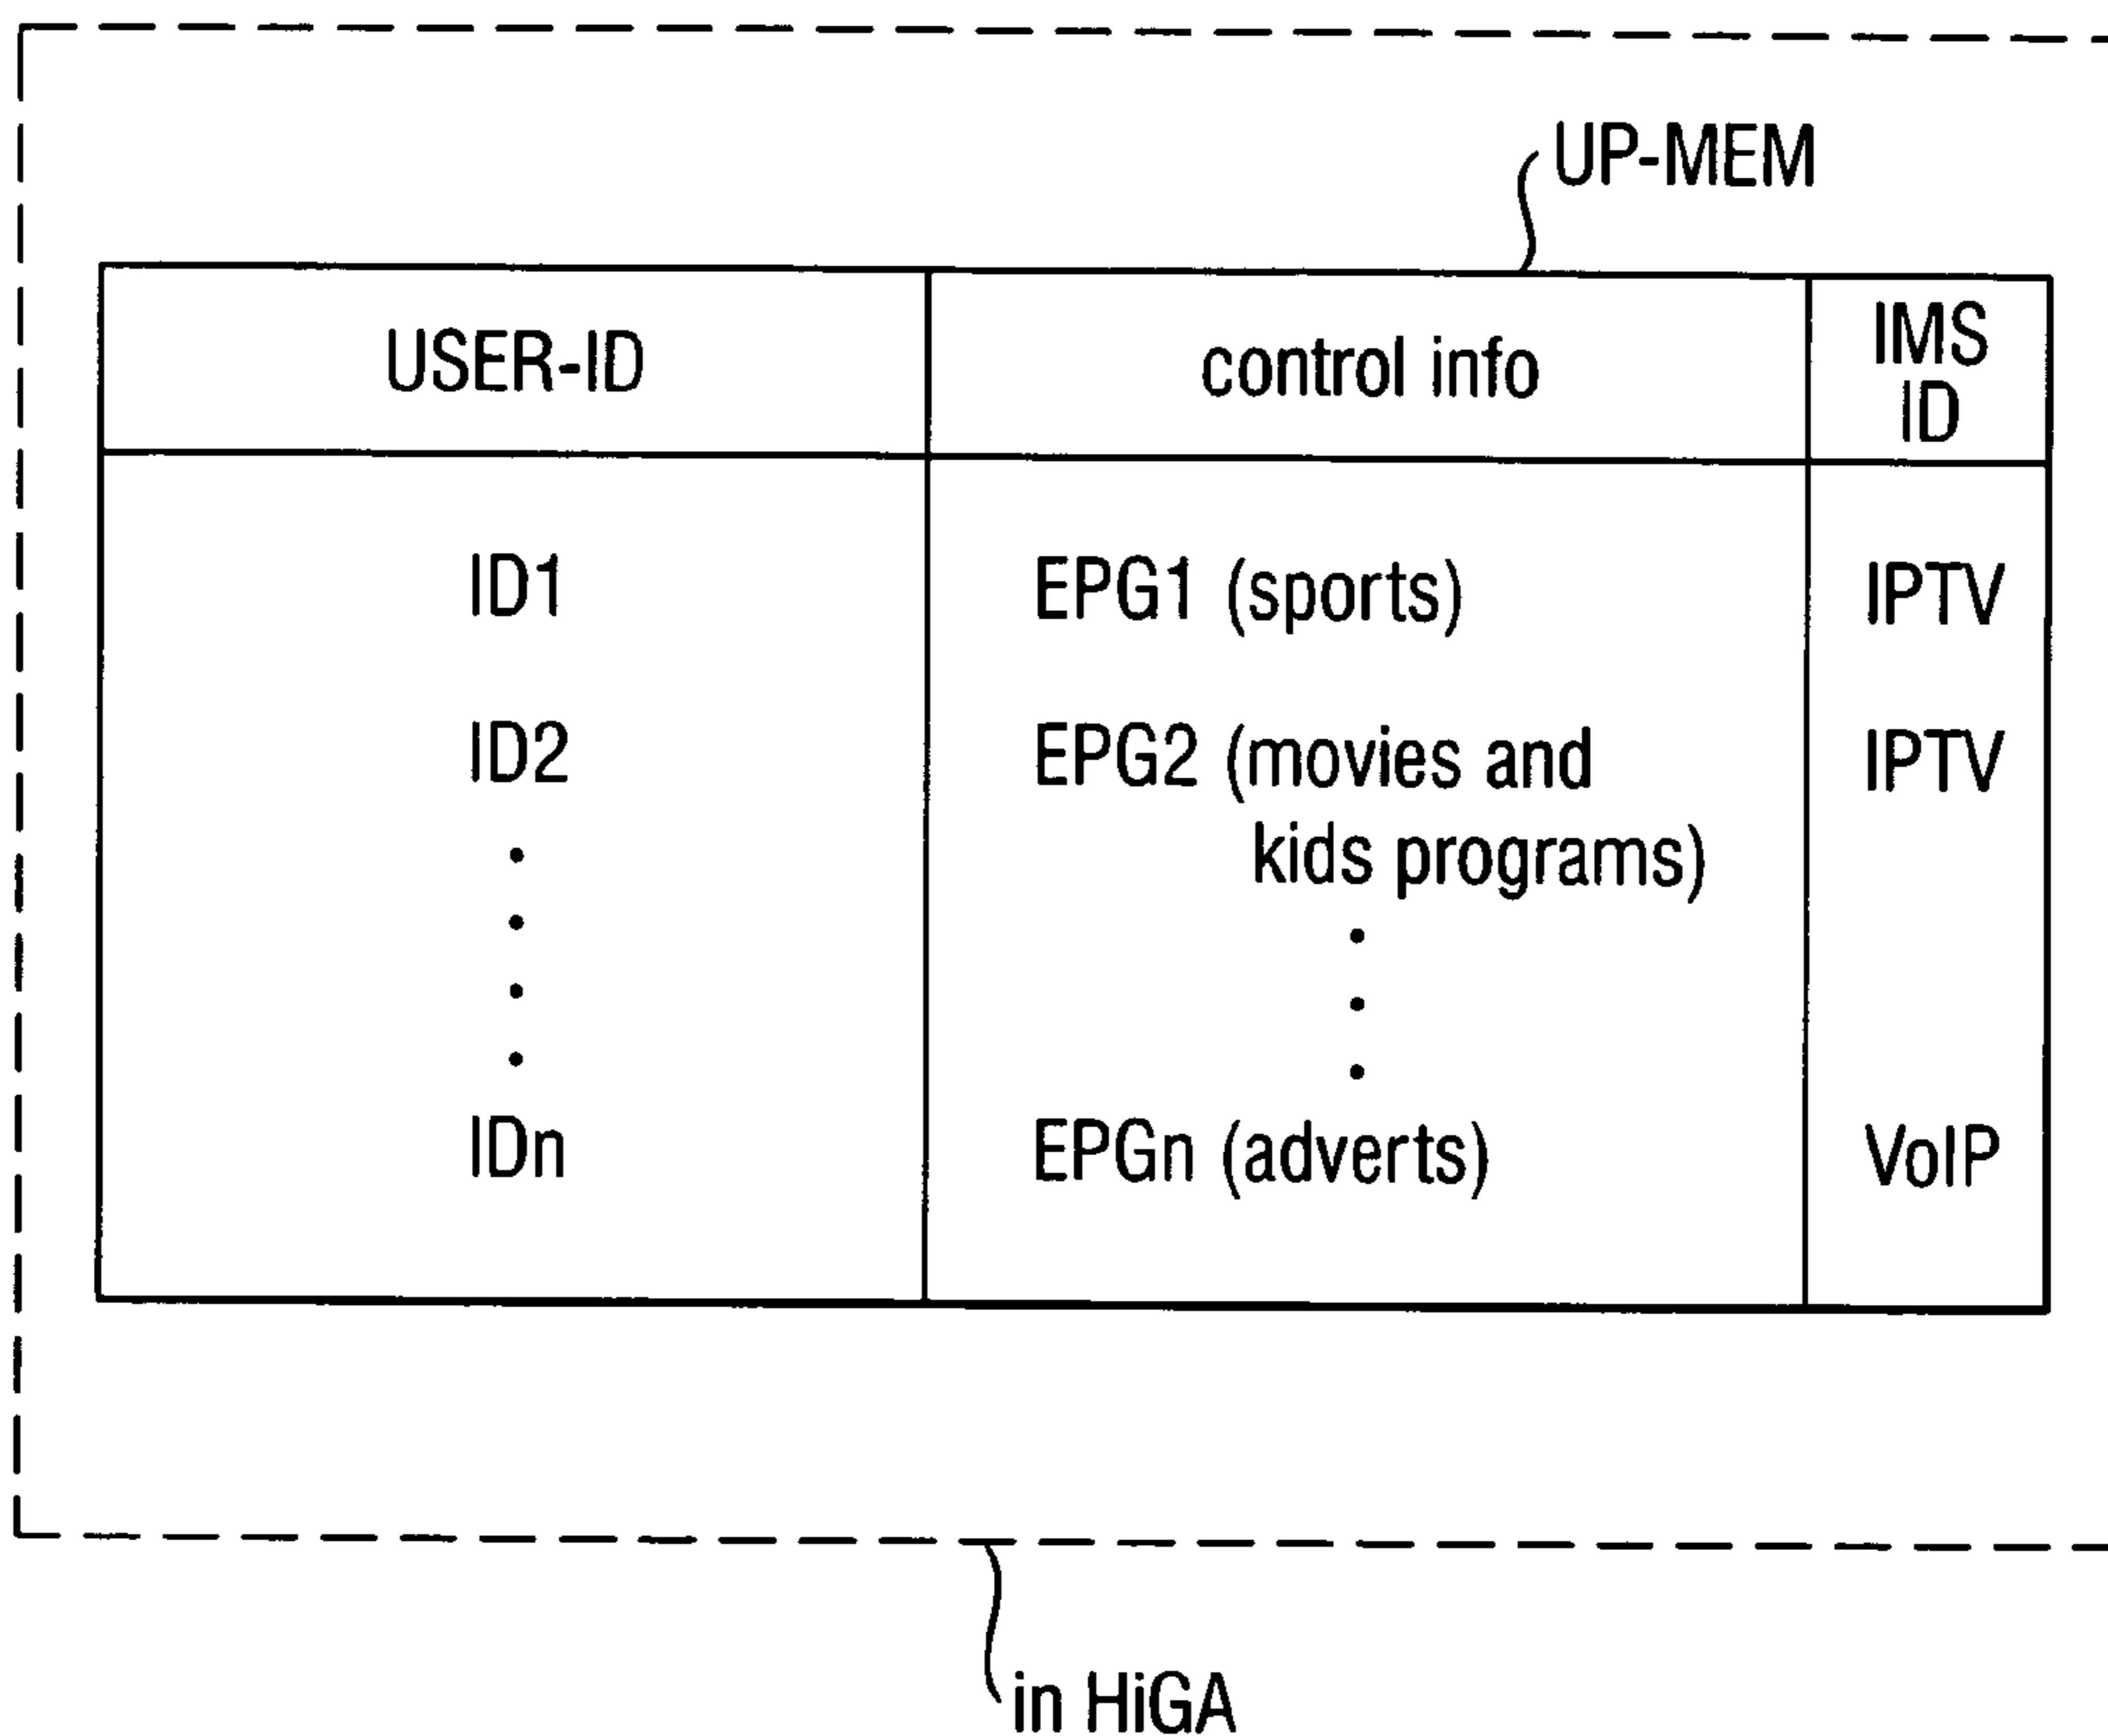 UP-MEM
USER-ID
control info
IMS
ID
ID1
EPG1 (sports)
IPTV
ID2
EPG2 (movies and
kids programs)
IPTV
IDn
EPGn (adverts)
VoIP
in HiGA